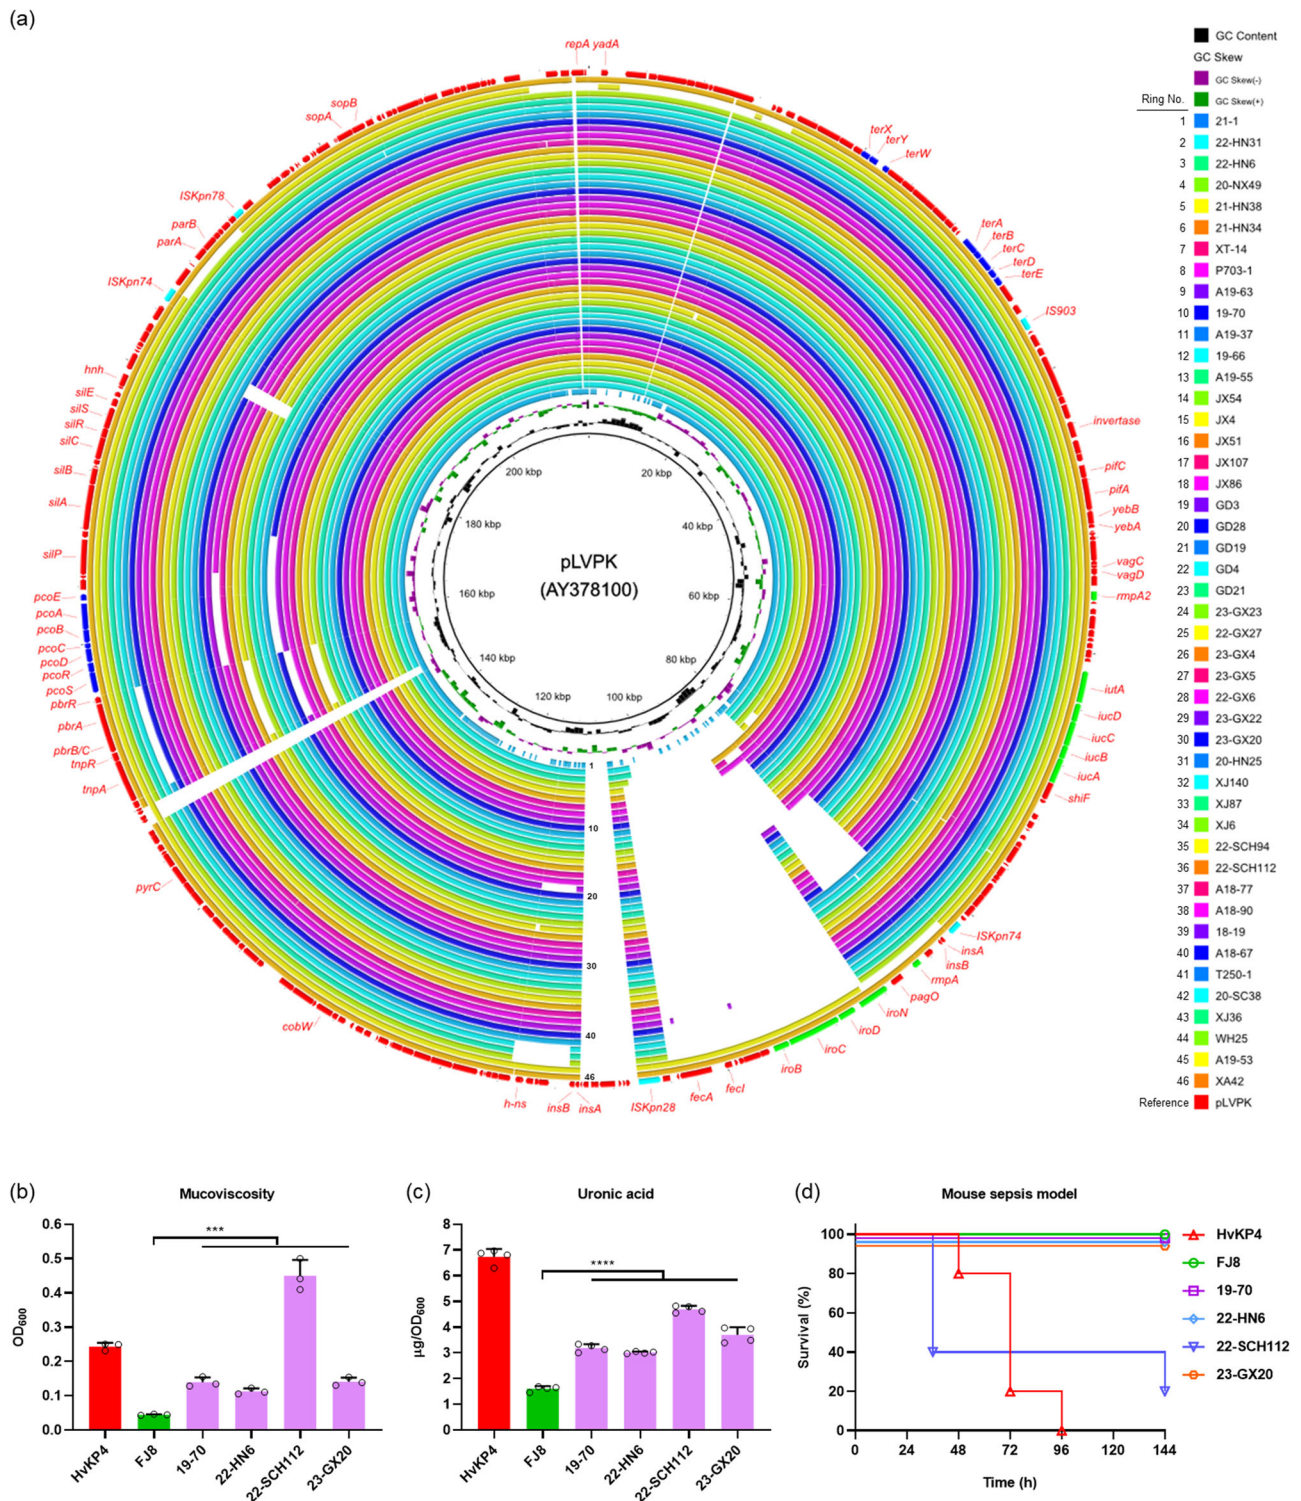 (a)
repA yadA
sopB
sopA
ISKpn78
parB
parA
ISKpn74
hnh
silE
silS
silR
silC
silB
silA
silP
pcoE
pcoA
pcoB
pcoC
pcoD
pcoR
pcoS
pbrR
pbrA
pbrB/C
tnpR
tnpA
pyrC
cobW
h-ns
insB
insA
ISKpn28
fecA
fecI
iroB
iroC
iroD
iroN
pagO
rmpA
insB
insA
ISKpn74
shiF
iucA
iucB
iucC
iucD
iutA
rmpA2
vagD
vagC
yebA
yebB
pifA
pifC
invertase
IS903
terE
terD
terC
terB
terA
terW
terY
terX
200 kbp
20 kbp
180 kbp
40 kbp
pLVPK
(AY378100)
160 kbp
60 kbp
140 kbp
80 kbp
120 kbp
100 kbp
1
10
20
30
40
46
GC Content
GC Skew
GC Skew(-)
GC Skew(+)
Ring No.
1 21-1
2 22-HN31
3 22-HN6
4 20-NX49
5 21-HN38
6 21-HN34
7 XT-14
8 P703-1
9 A19-63
10 19-70
11 A19-37
12 19-66
13 A19-55
14 JX54
15 JX4
16 JX51
17 JX107
18 JX86
19 GD3
20 GD28
21 GD19
22 GD4
23 GD21
24 23-GX23
25 22-GX27
26 23-GX4
27 23-GX5
28 22-GX6
29 23-GX22
30 23-GX20
31 20-HN25
32 XJ140
33 XJ87
34 XJ6
35 22-SCH94
36 22-SCH112
37 A18-77
38 A18-90
39 18-19
40 A18-67
41 T250-1
42 20-SC38
43 XJ36
44 WH25
45 A19-53
46 XA42
Reference pLVPK
(b)
Mucoviscosity
OD600
0.6
0.5
0.4
0.3
0.2
0.1
0.0
***
HvKP4
FJ8
19-70
22-HN6
22-SCH112
23-GX20
(c)
Uronic acid
μg/OD600
8
7
6
5
4
3
2
1
0
****
HvKP4
FJ8
19-70
22-HN6
22-SCH112
23-GX20
(d)
Mouse sepsis model
Survival (%)
100
80
60
40
20
0
0 24 48 72 96 120 144
Time (h)
HvKP4
FJ8
19-70
22-HN6
22-SCH112
23-GX20